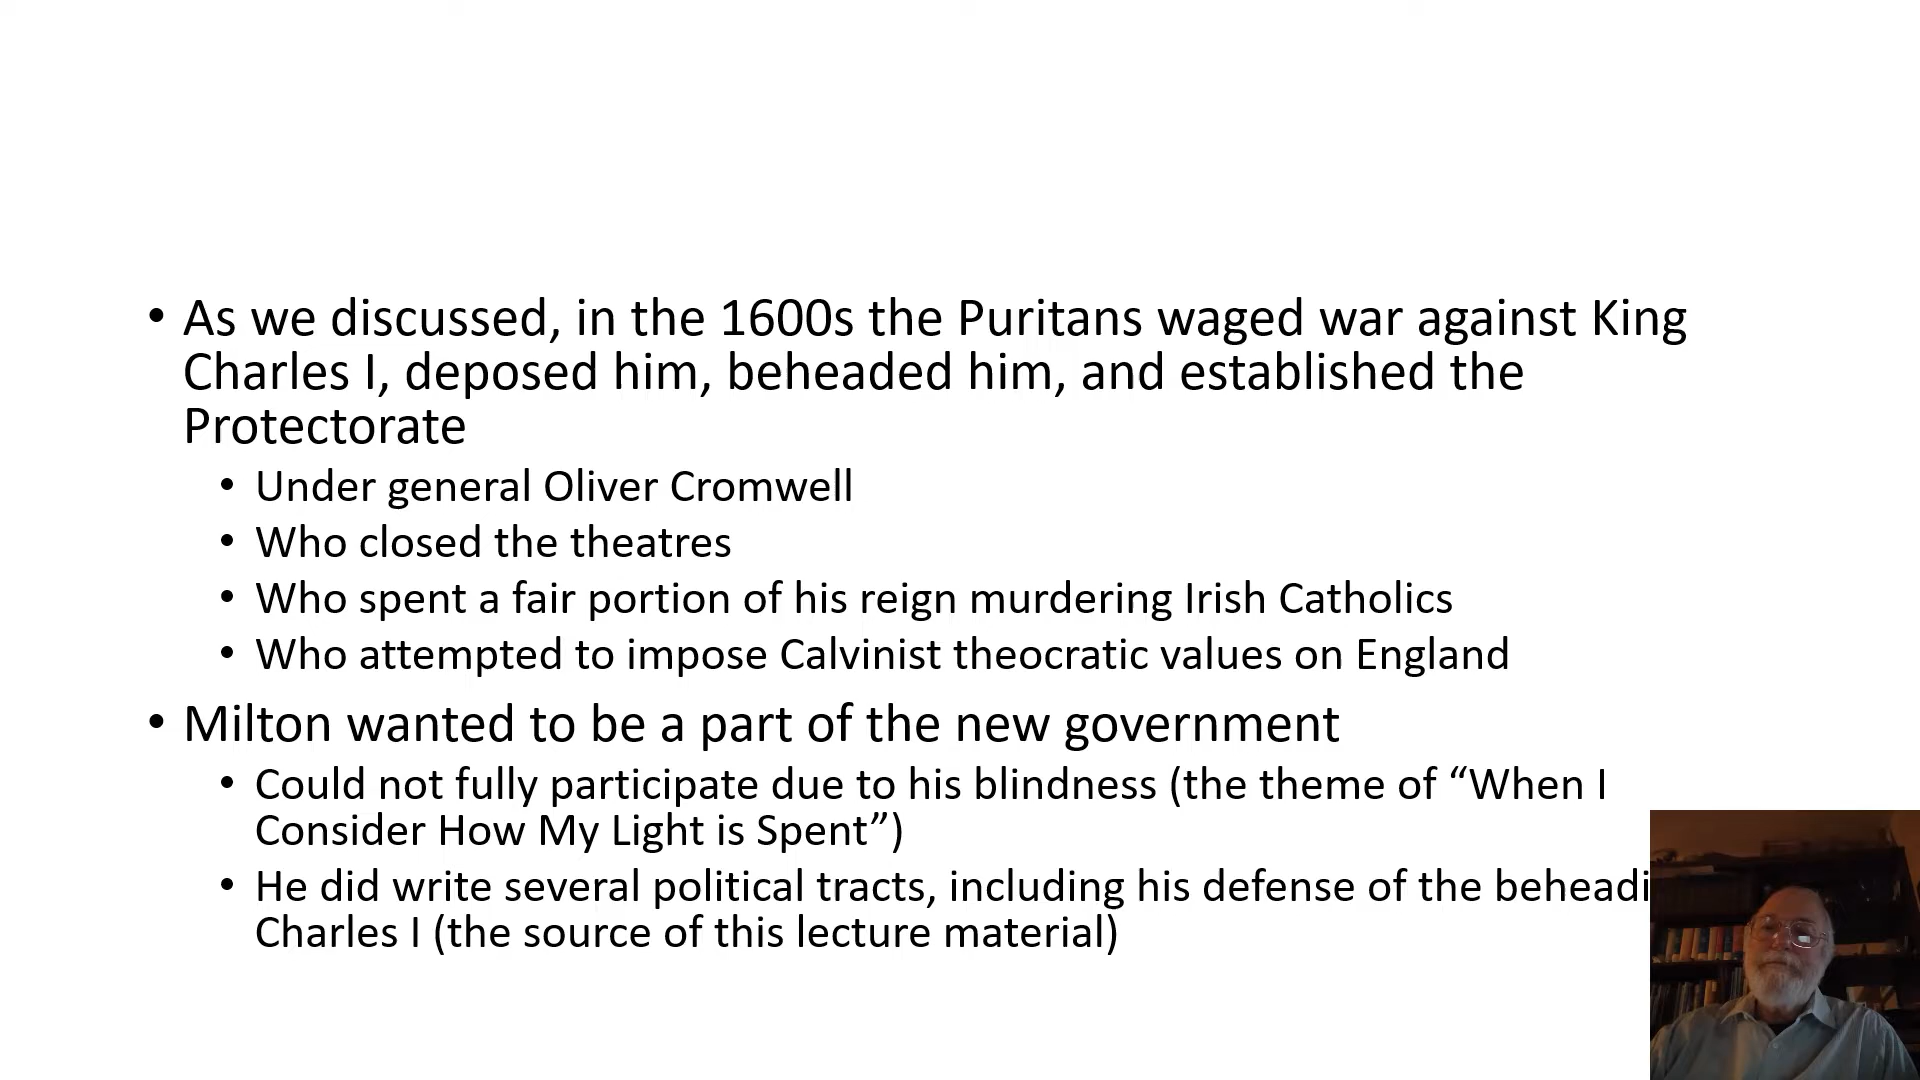 • As we discussed, in the 1600s the Puritans waged war against King
Charles I, deposed him, beheaded him, and established the
Protectorate
• Under general Oliver Cromwell
• Who closed the theatres
• Who spent a fair portion of his reign murdering Irish Catholics
• Who attempted to impose Calvinist theocratic values on England
• Milton wanted to be a part of the new government
• Could not fully participate due to his blindness (the theme of “When I
Consider How My Light is Spent”)
• He did write several political tracts, including his defense of the beheadi
Charles I (the source of this lecture material)